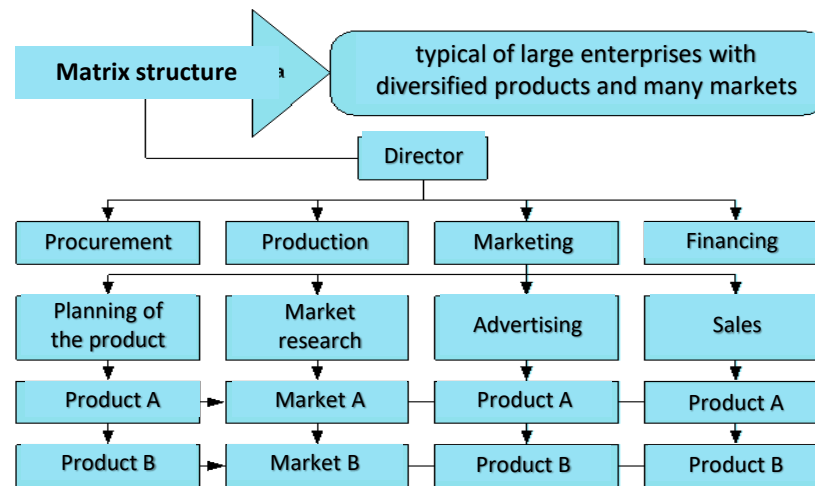 Matrix structure
a
typical of large enterprises with
diversified products and many markets
Director
Procurement
Production
Marketing
Financing
Planning of
the product
Market
research
Advertising
Sales
Product A
Market A
Product A
Product A
Product B
Market B
Product B
Product B